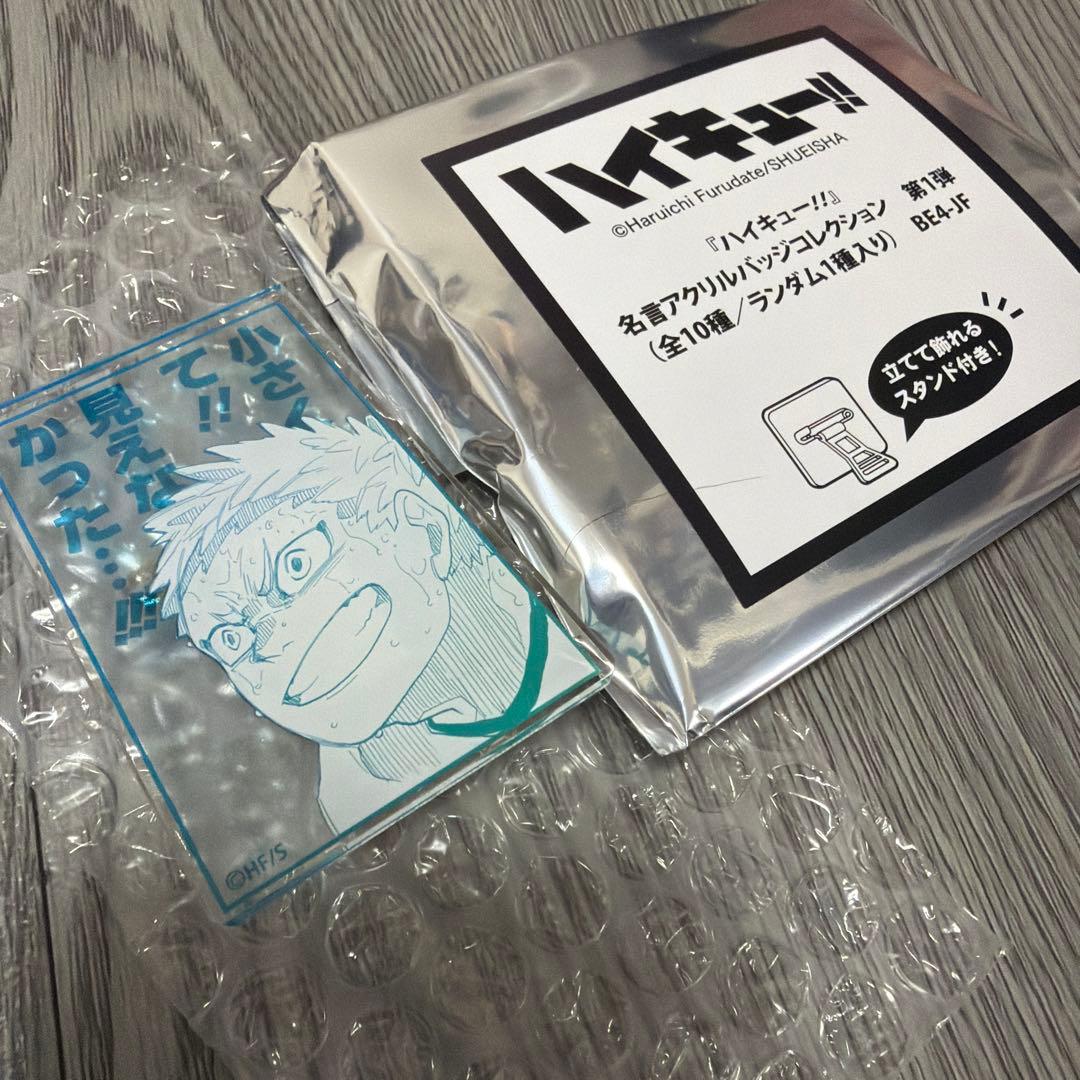 ハイキュー!!
©Haruichi Furudate/SHUEISHA
『ハイキュー!!』
名言アクリルバッジコレクション 第1弾
(全10種/ランダム1種入り) BE4-JF
立てて飾れる
スタンド付き!
小さく
て!!
見えな
かった…!!!
©HF/S